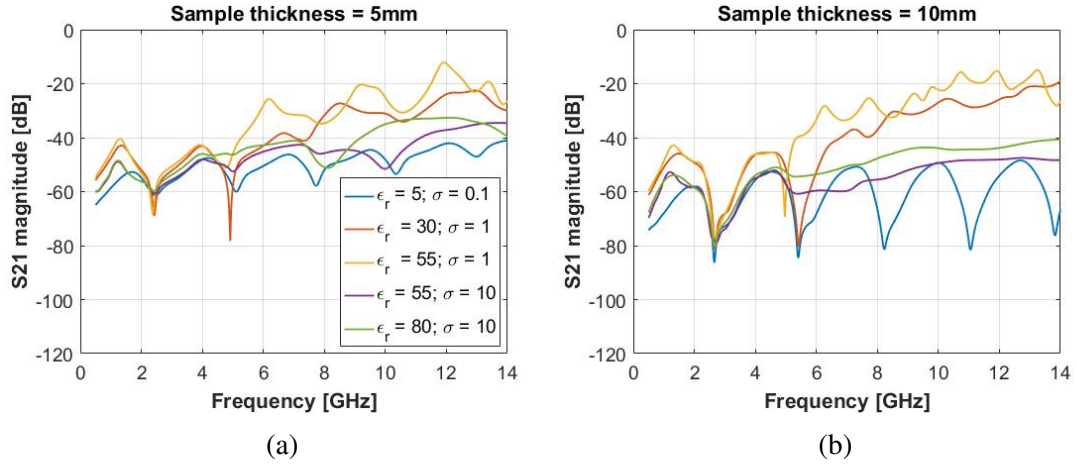 Sample thickness = 5mm
S21 magnitude [dB]
0
-20
-40
-60
-80
-100
-120
0 2 4 6 8 10 12 14
Frequency [GHz]
ϵr = 5; σ = 0.1
ϵr = 30; σ = 1
ϵr = 55; σ = 1
ϵr = 55; σ = 10
ϵr = 80; σ = 10
(a)
Sample thickness = 10mm
S21 magnitude [dB]
0
-20
-40
-60
-80
-100
-120
0 2 4 6 8 10 12 14
Frequency [GHz]
(b)